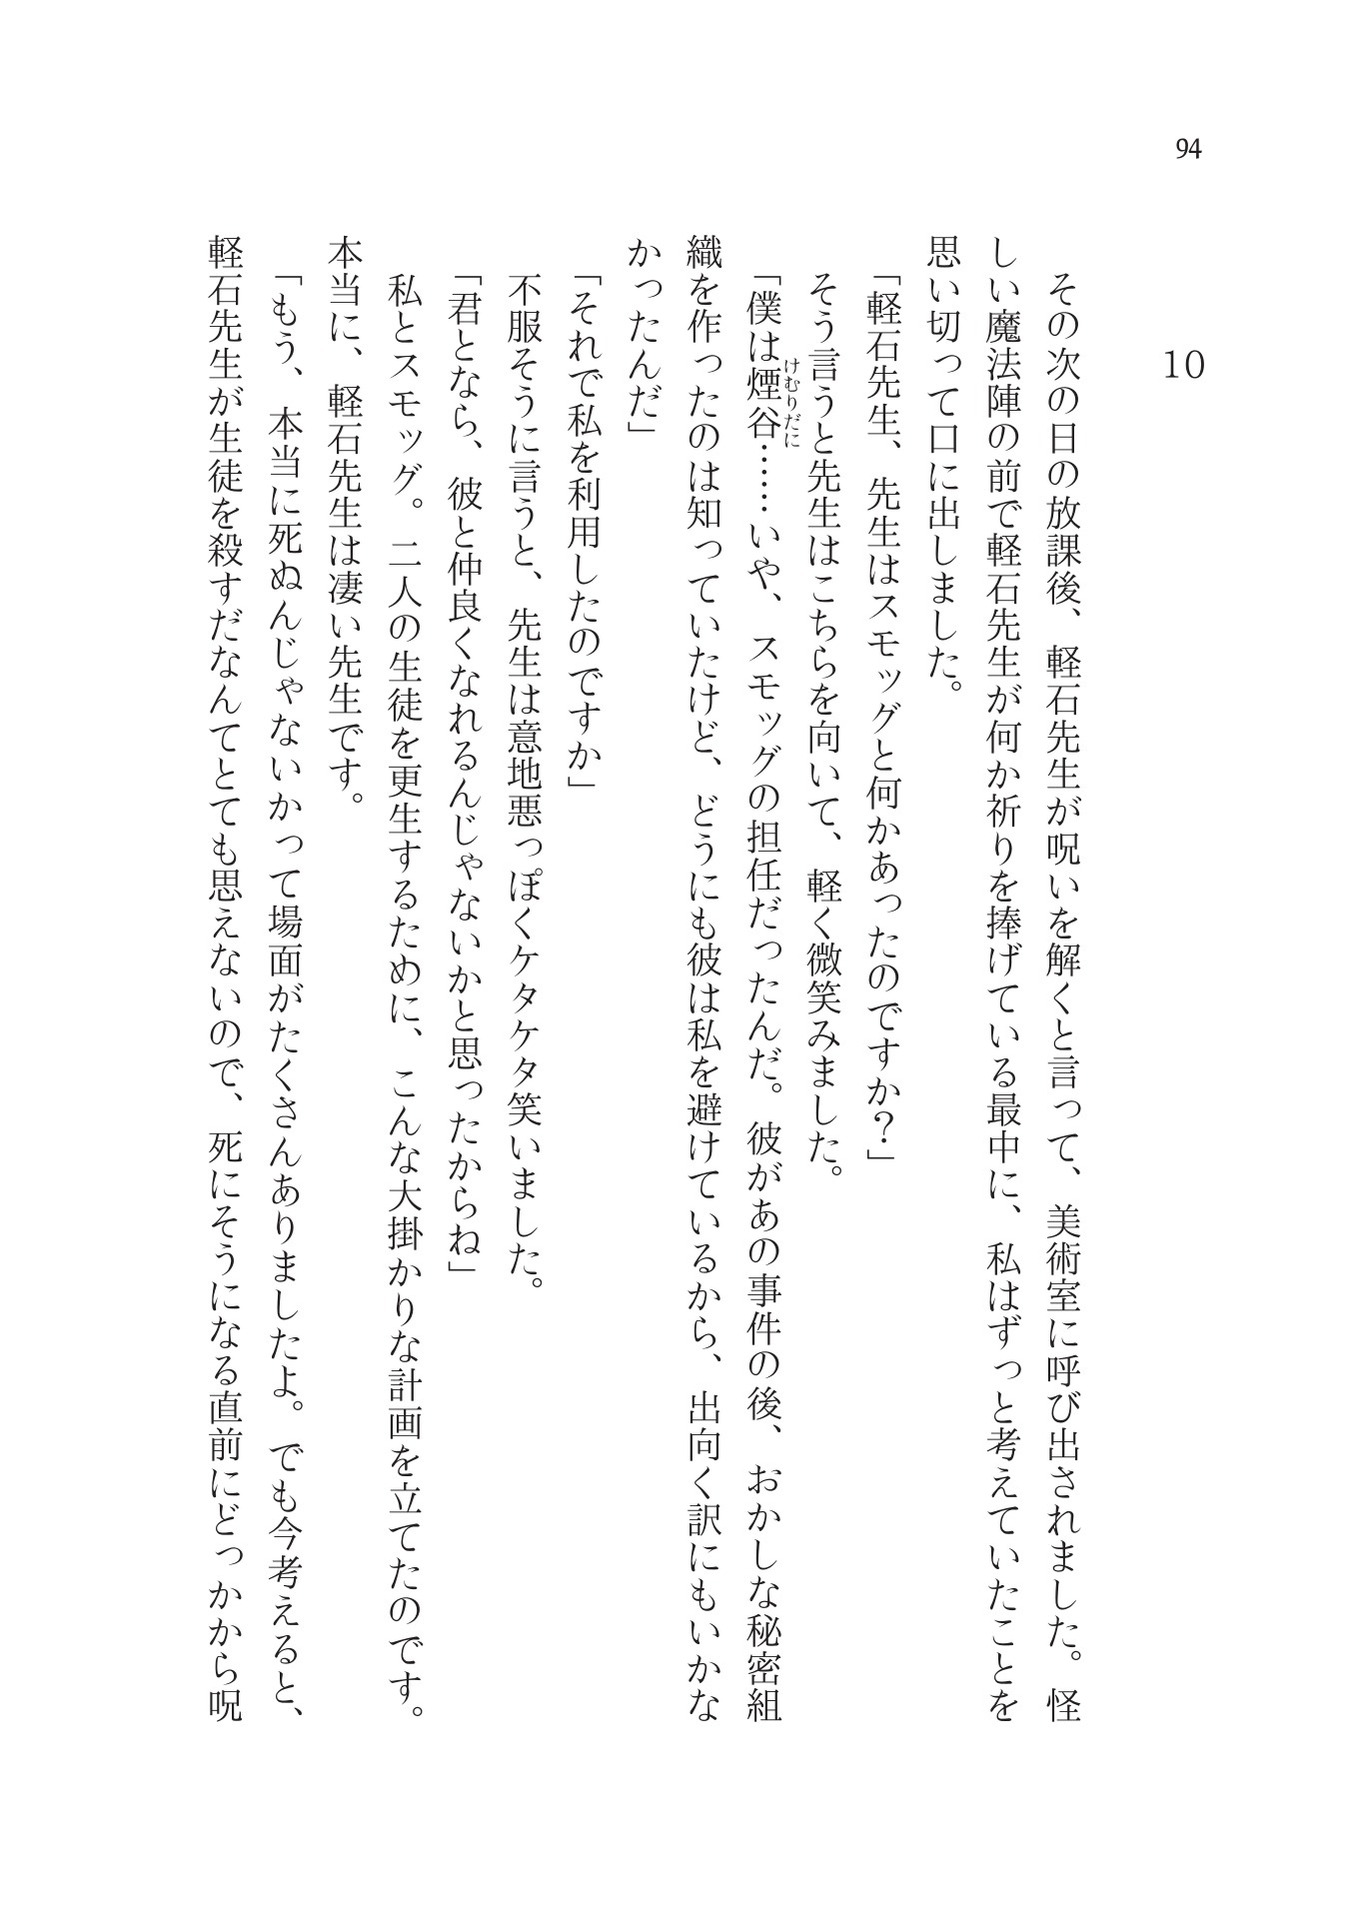 94
10
その次の日の放課後、軽石先生が呪いを解くと言って、美術室に呼び出されました。怪
しい魔法陣の前で軽石先生が何か祈りを捧げている最中に、私はずっと考えていたことを
思い切って口に出しました。
「軽石先生、先生はスモッグと何かあったのですか?」
そう言うと先生はこちらを向いて、軽く微笑みました。
「僕は煙谷……いや、スモッグの担任だったんだ。彼があの事件の後、おかしな秘密組
けむりだに
織を作ったのは知っていたけど、どうにも彼は私を避けているから、出向く訳にもいかな
かったんだ」
「それで私を利用したのですか」
不服そうに言うと、先生は意地悪っぽくケタケタ笑いました。
「君となら、彼と仲良くなれるんじゃないかと思ったからね」
私とスモッグ。二人の生徒を更生するために、こんな大掛かりな計画を立てたのです。
本当に、軽石先生は凄い先生です。
「もう、本当に死ぬんじゃないかって場面がたくさんありましたよ。でも今考えると、
軽石先生が生徒を殺すだなんてとても思えないので、死にそうになる直前にどっかから呪